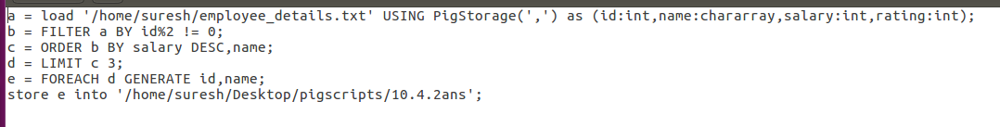 a = load '/home/suresh/employee_details.txt' USING PigStorage(',') as (id:int,name:chararray,salary:int,rating:int);
b = FILTER a BY id%2 != 0;
c = ORDER b BY salary DESC,name;
d = LIMIT c 3;
e = FOREACH d GENERATE id,name;
store e into '/home/suresh/Desktop/pigscripts/10.4.2ans';